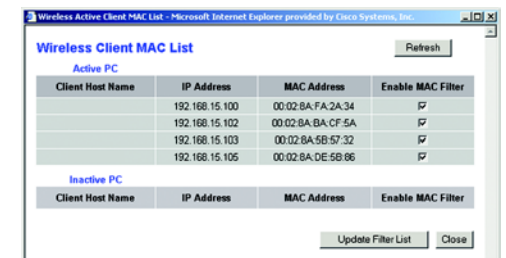 Wireless Active Client MAC List - Microsoft Internet Explorer provided by Cisco Systems, Inc.
Wireless Client MAC List
Refresh
Active PC
Client Host Name IP Address MAC Address Enable MAC Filter
192.168.15.100 00:02:8A:FA:2A:34
192.168.15.102 00:02:8A:BA:CF:5A
192.168.15.103 00:02:8A:5B:57:32
192.168.15.105 00:02:8A:DE:5B:86
Inactive PC
Client Host Name IP Address MAC Address Enable MAC Filter
Update Filter List Close